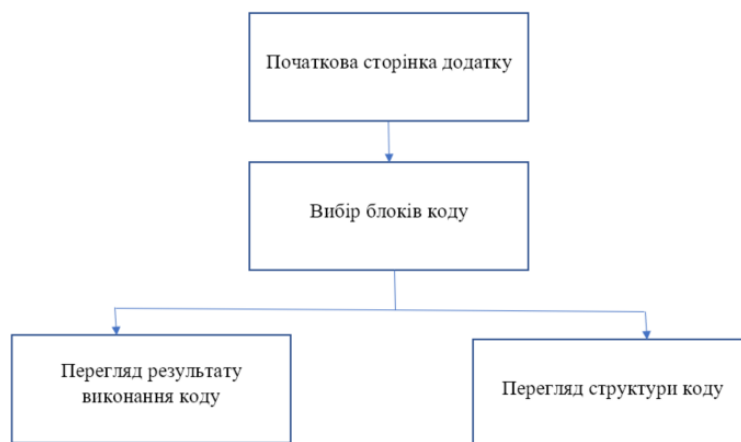 Початкова сторінка додатку
Вибір блоків коду
Перегляд результату
виконання коду
Перегляд структури коду